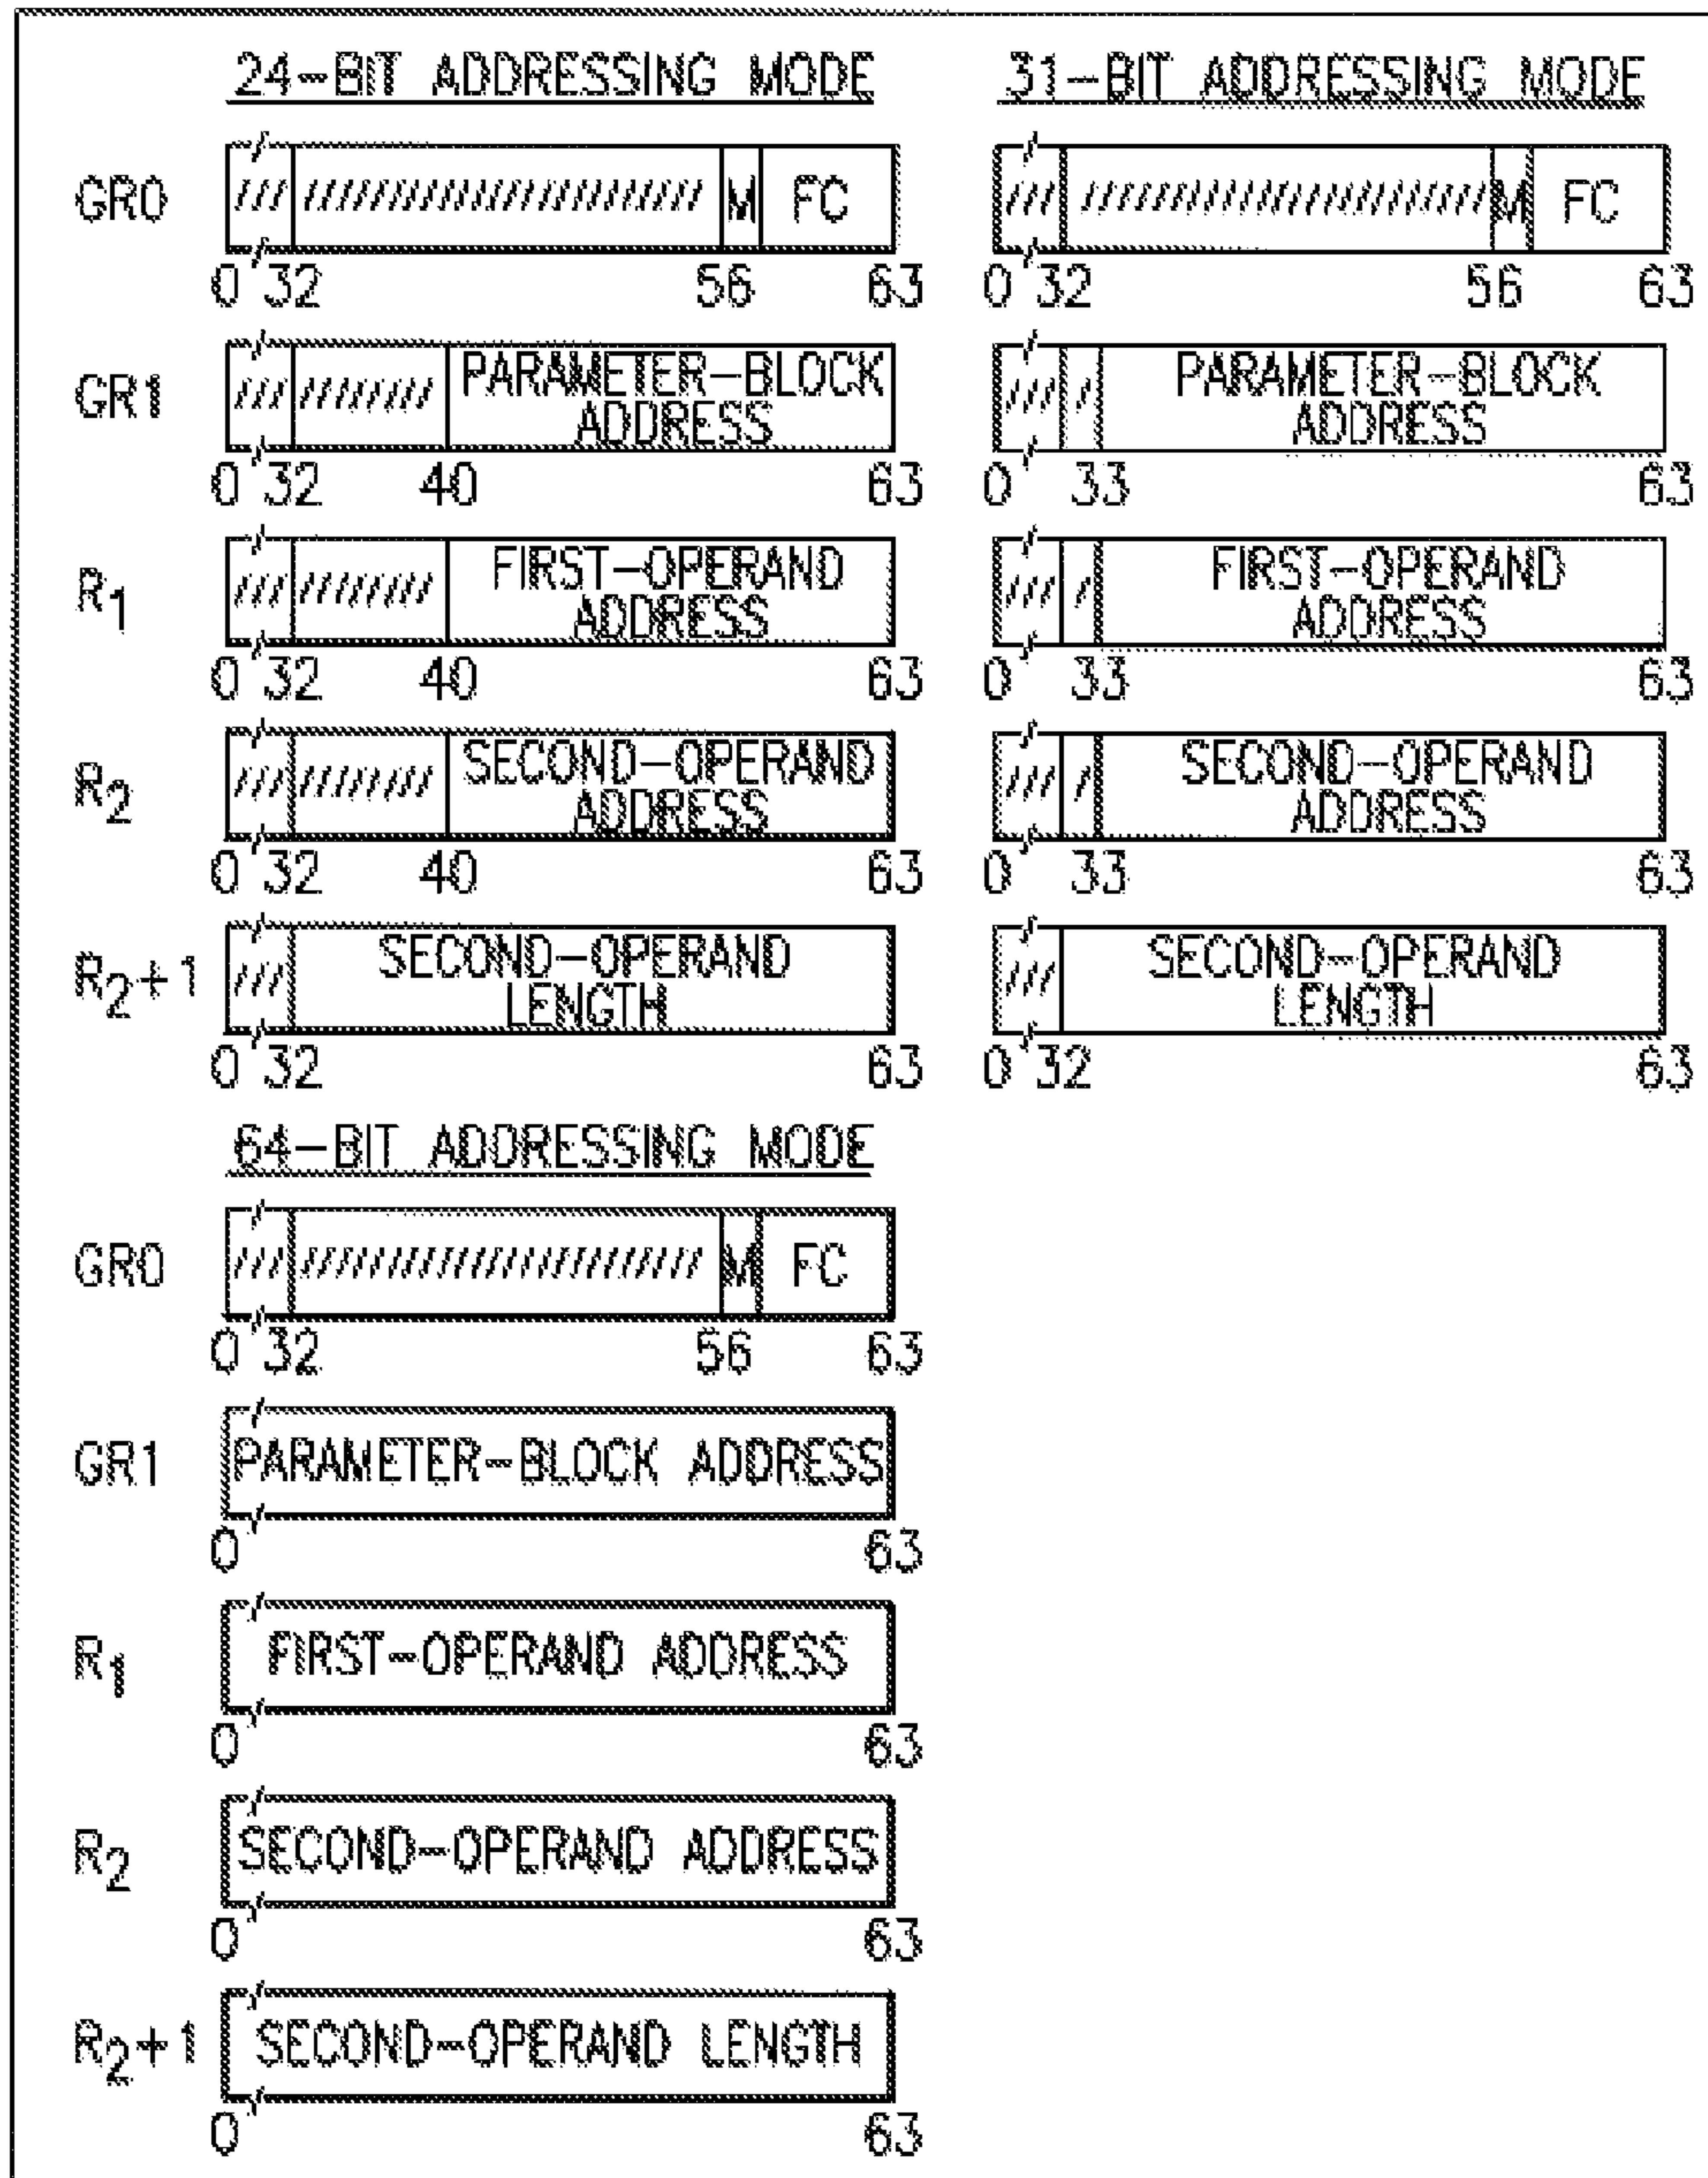 24-BIT ADDRESSING MODE 31-BIT ADDRESSING MODE
GR0 /// ////////////////////// M FC /// ////////////////////// M FC
0 32 56 63 0 32 56 63
GR1 /// //////// PARAMETER-BLOCK ADDRESS /// / PARAMETER-BLOCK ADDRESS
0 32 40 63 0 33 63
R1 /// //////// FIRST-OPERAND ADDRESS /// / FIRST-OPERAND ADDRESS
0 32 40 63 0 33 63
R2 /// //////// SECOND-OPERAND ADDRESS /// / SECOND-OPERAND ADDRESS
0 32 40 63 0 33 63
R2+1 /// SECOND-OPERAND LENGTH /// SECOND-OPERAND LENGTH
0 32 63 0 32 63
64-BIT ADDRESSING MODE
GR0 /// ////////////////////// M FC
0 32 56 63
GR1 PARAMETER-BLOCK ADDRESS
0 63
R1 FIRST-OPERAND ADDRESS
0 63
R2 SECOND-OPERAND ADDRESS
0 63
R2+1 SECOND-OPERAND LENGTH
0 63